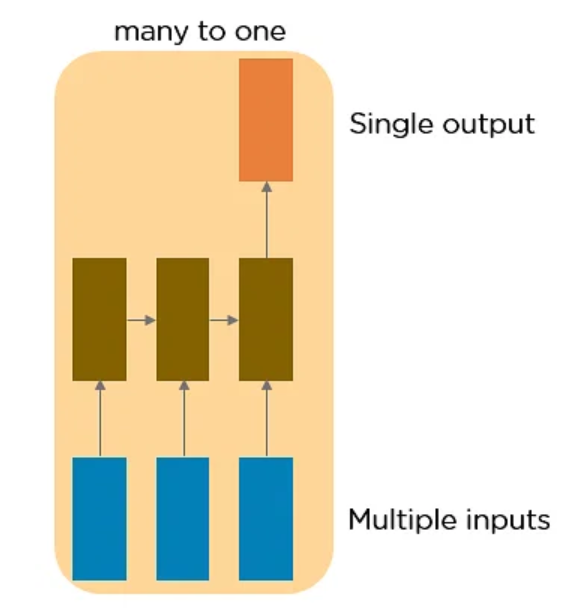 many to one
Single output
Multiple inputs